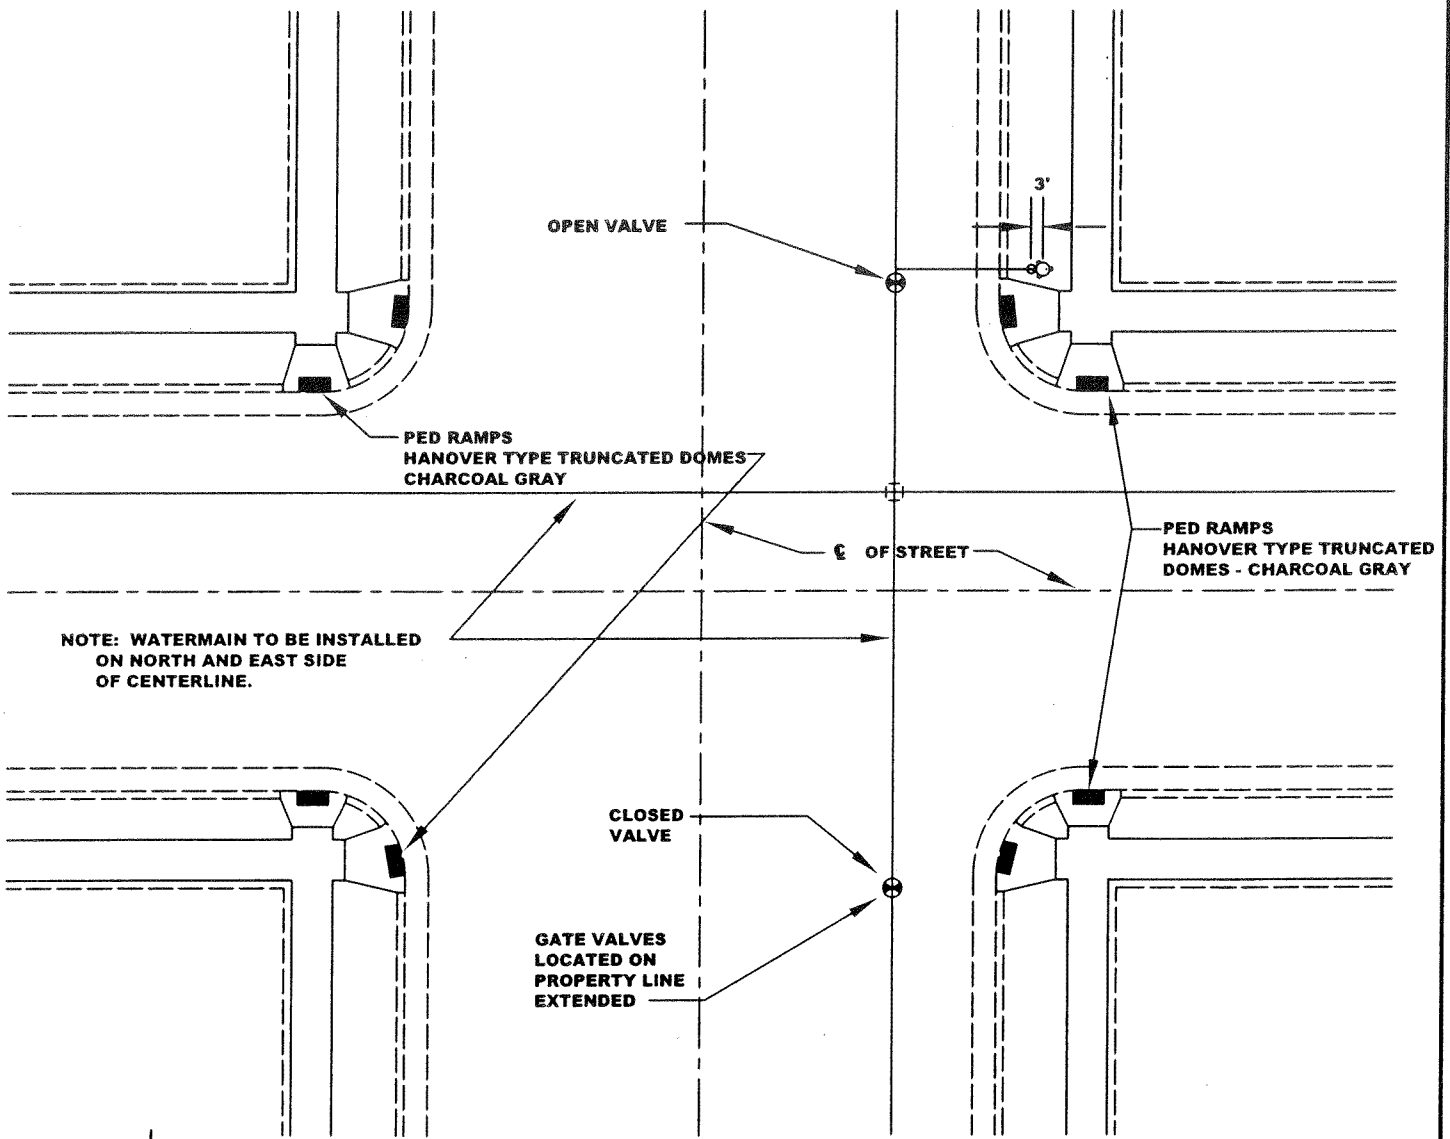 3'
OPEN VALVE
PED RAMPS
HANOVER TYPE TRUNCATED DOMES
CHARCOAL GRAY
℄ OF STREET
PED RAMPS
HANOVER TYPE TRUNCATED
DOMES - CHARCOAL GRAY
NOTE: WATERMAIN TO BE INSTALLED
ON NORTH AND EAST SIDE
OF CENTERLINE.
CLOSED
VALVE
GATE VALVES
LOCATED ON
PROPERTY LINE
EXTENDED